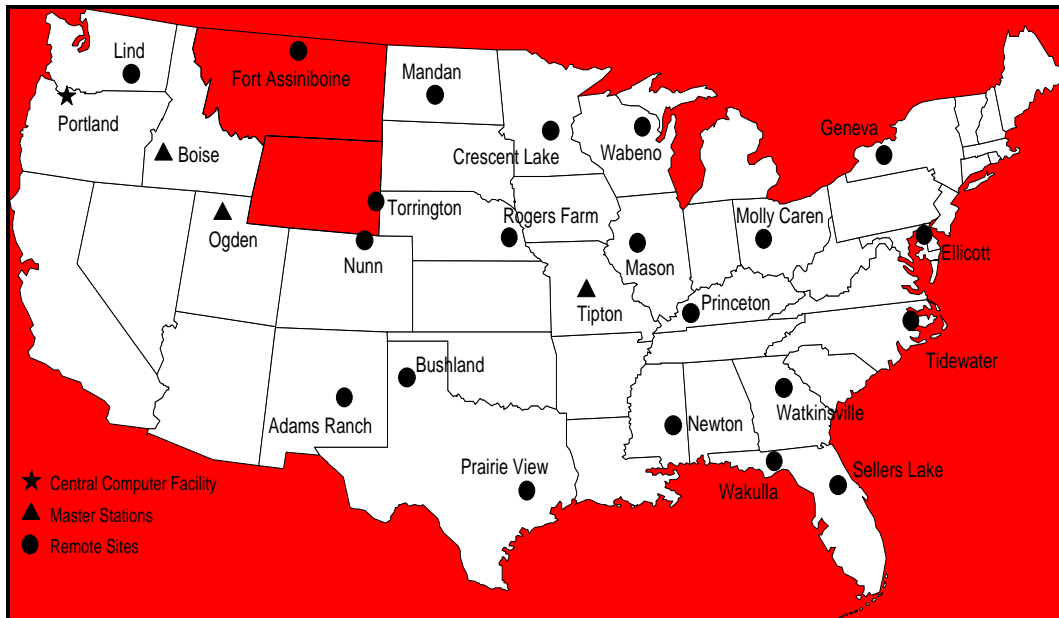 Lind
Fort Assiniboine
Mandan
Portland
Geneva
Boise
Crescent Lake
Wabeno
Torrington
Rogers Farm
Molly Caren
Ogden
Ellicott
Nunn
Mason
Princeton
Tipton
Tidewater
Bushland
Adams Ranch
Newton
Watkinsville
Prairie View
Sellers Lake
Wakulla
Central Computer Facility
Master Stations
Remote Sites